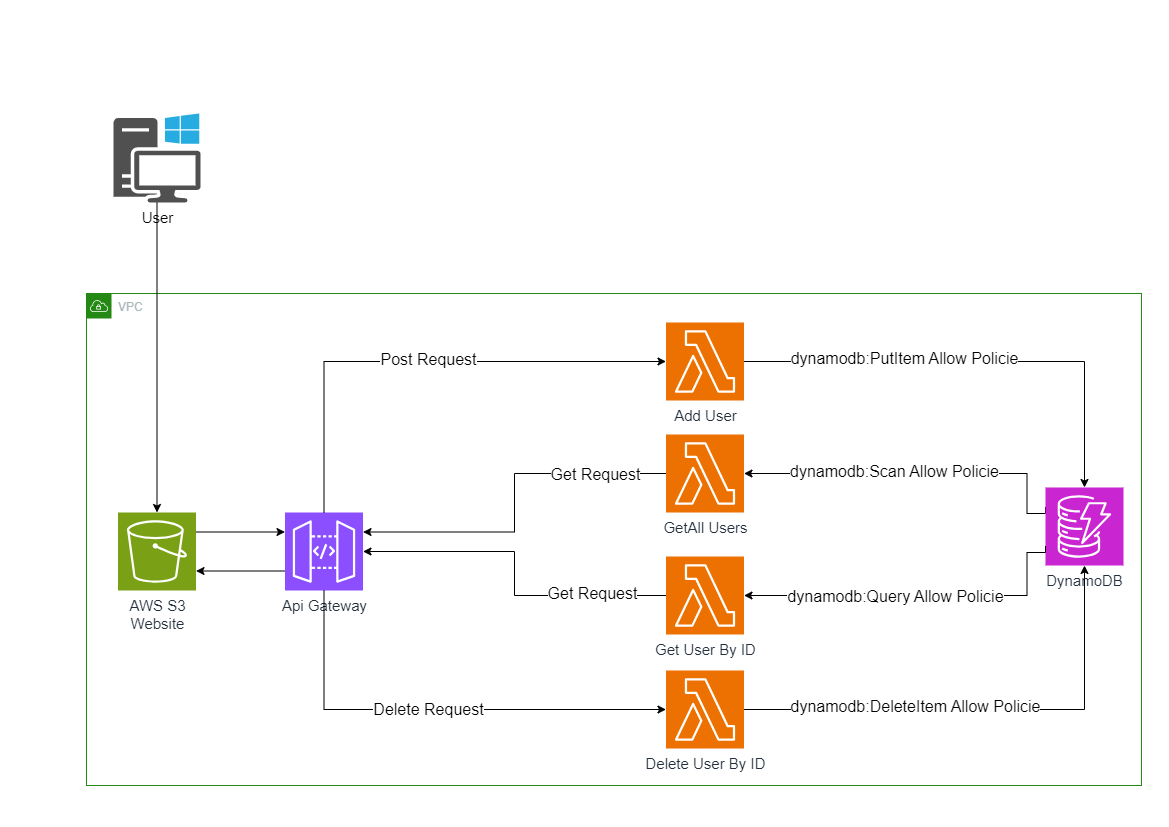 User
VPC
Post Request
dynamodb:PutItem Allow Policie
Add User
Get Request
dynamodb:Scan Allow Policie
GetAll Users
AWS S3
Website
Api Gateway
DynamoDB
Get Request
dynamodb:Query Allow Policie
Get User By ID
Delete Request
dynamodb:DeleteItem Allow Policie
Delete User By ID